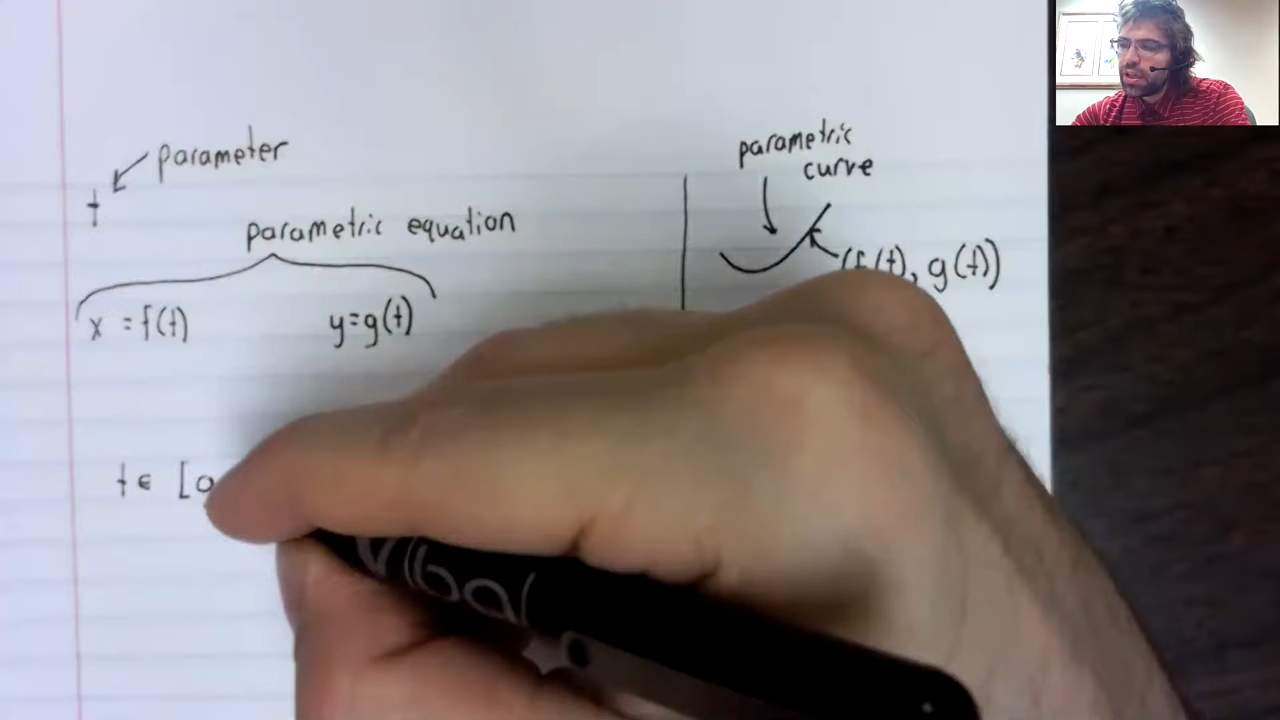 parameter
t
parametric equation
x = f(t) y=g(t)
t ∈ [a
parametric
curve
(f(t), g(t))